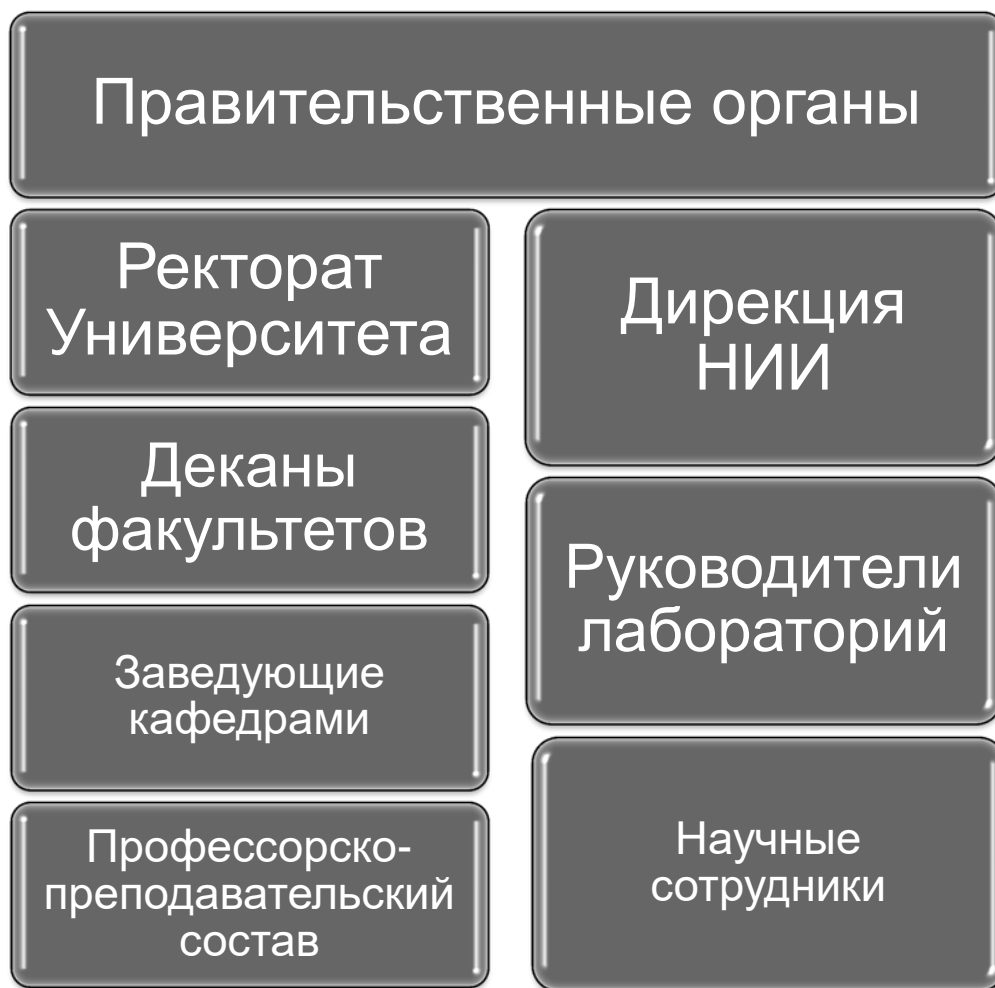 Правительственные органы
Ректорат
Университета
Деканы
факультетов
Заведующие
кафедрами
Профессорско-
преподавательский
состав
Дирекция
НИИ
Руководители
лабораторий
Научные
сотрудники